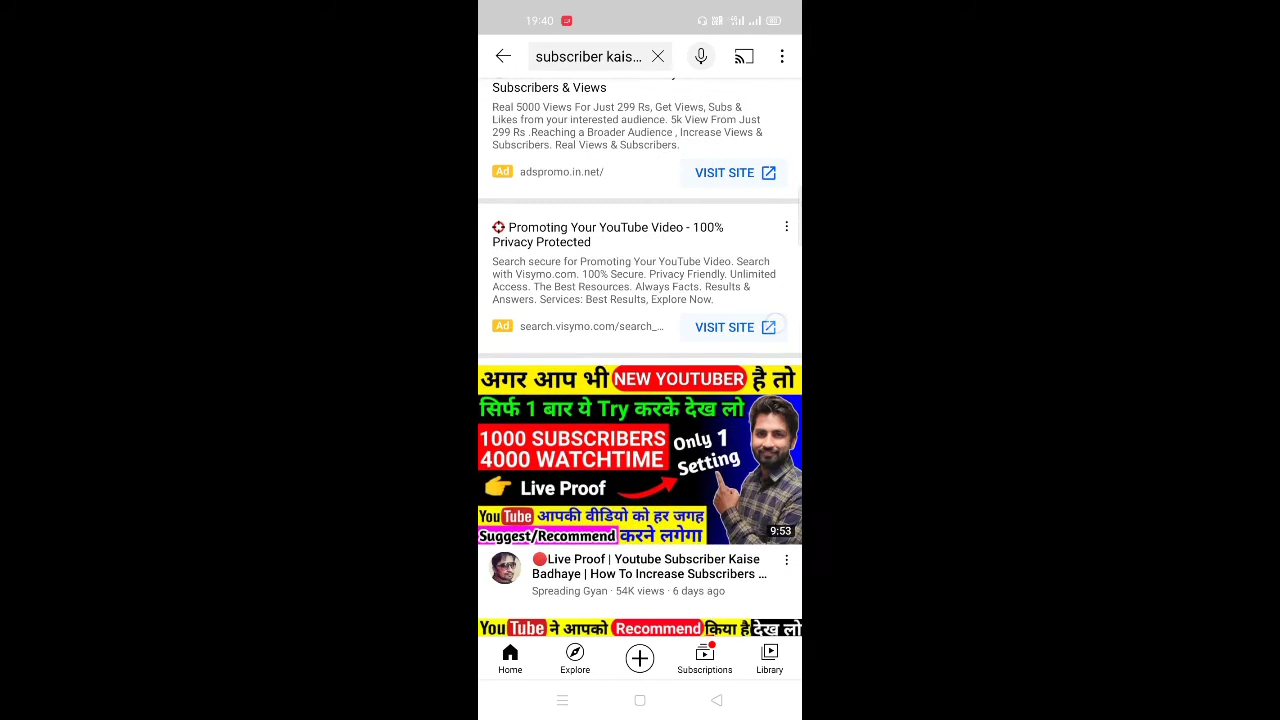 19:40
subscriber kais...
Subscribers & Views
Real 5000 Views For Just 299 Rs, Get Views, Subs &
Likes from your interested audience. 5k View From Just
299 Rs .Reaching a Broader Audience , Increase Views &
Subscribers. Real Views & Subscribers.
Ad adspromo.in.net/
VISIT SITE
Promoting Your YouTube Video - 100%
Privacy Protected
Search secure for Promoting Your YouTube Video. Search
with Visymo.com. 100% Secure. Privacy Friendly. Unlimited
Access. The Best Resources. Always Facts. Results &
Answers. Services: Best Results, Explore Now.
Ad search.visymo.com/search_...
VISIT SITE
अगर आप भी NEW YOUTUBER है तो
सिर्फ 1 बार ये Try करके देख लो
1000 SUBSCRIBERS
4000 WATCHTIME
Only 1
Setting
👉 Live Proof
YouTube आपकी वीडियो को हर जगह
Suggest/Recommend करने लगेगा
9:53
🔴Live Proof | Youtube Subscriber Kaise
Badhaye | How To Increase Subscribers ...
Spreading Gyan · 54K views · 6 days ago
YouTube ने आपको Recommend किया है देख लो
Home
Explore
Subscriptions
Library